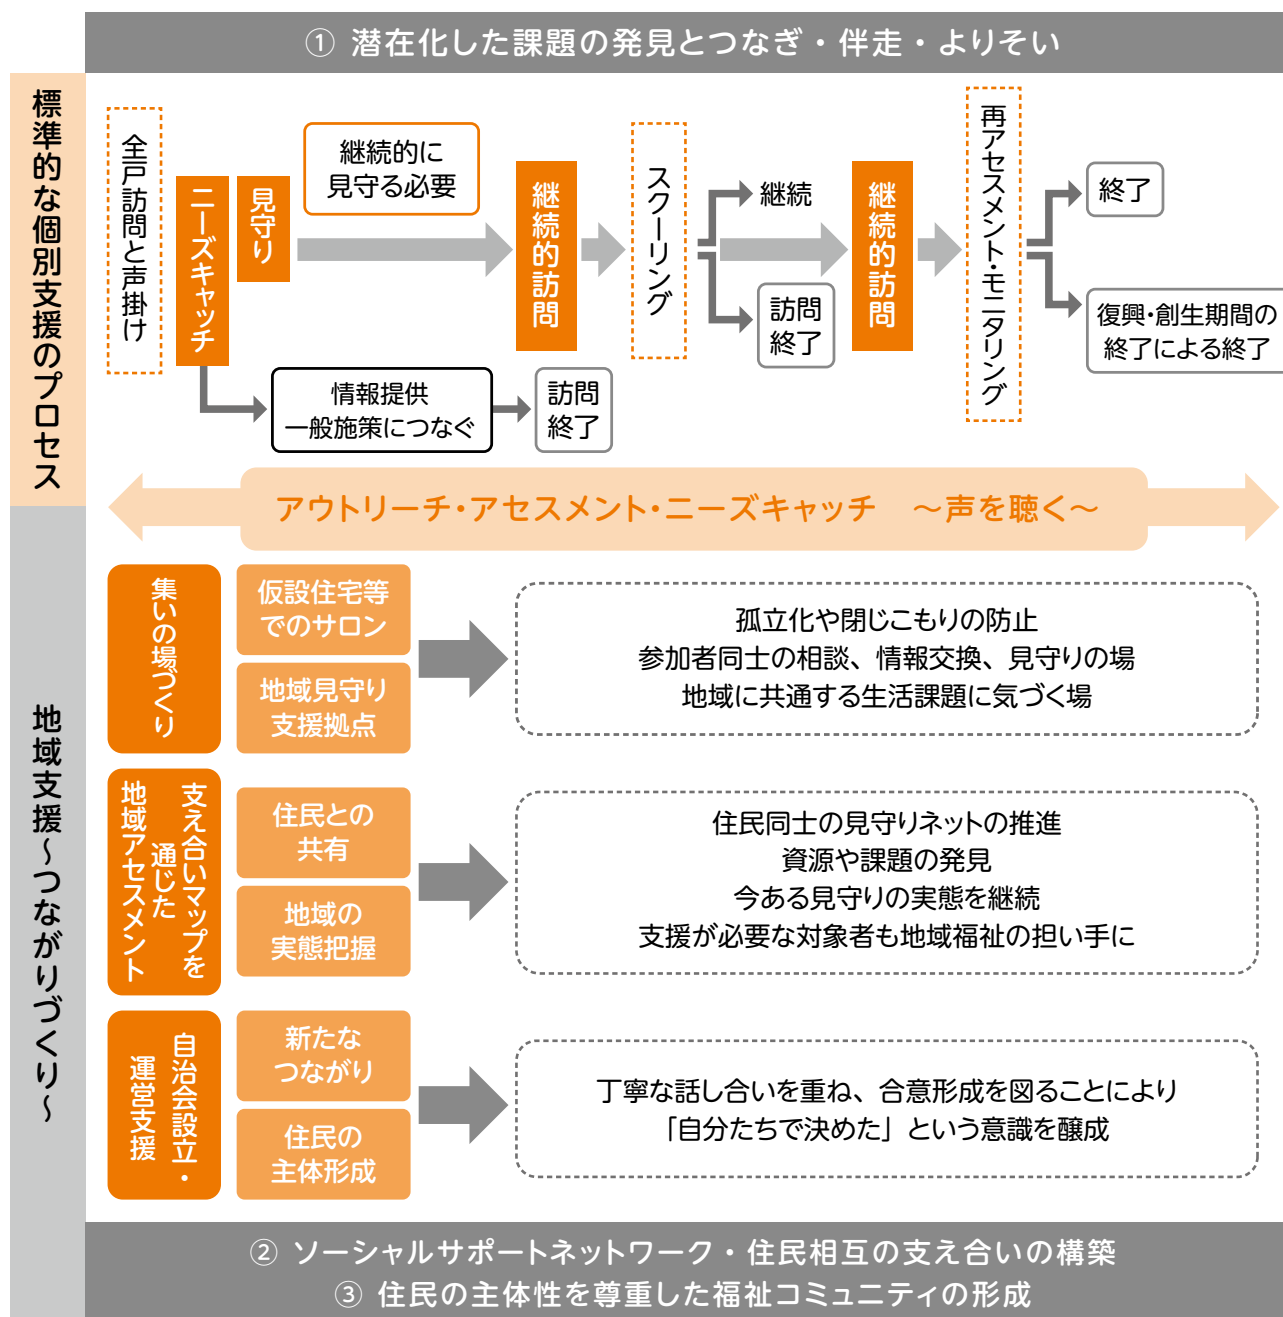 ① 潜在化した課題の発見とつなぎ・伴走・よりそい
標準的な個別支援のプロセス
全戸訪問と声掛け
ニーズキャッチ
見守り
継続的に
見守る必要
継続的訪問
スクーリング
継続
訪問
終了
継続的訪問
再アセスメント・モニタリング
終了
復興・創生期間の
終了による終了
情報提供
一般施策につなぐ
訪問
終了
アウトリーチ・アセスメント・ニーズキャッチ　～声を聴く～
地域支援～つながりづくり～
集いの場づくり
仮設住宅等
でのサロン
地域見守り
支援拠点
孤立化や閉じこもりの防止
参加者同士の相談、情報交換、見守りの場
地域に共通する生活課題に気づく場
支え合いマップを
通じた
地域アセスメント
住民との
共有
地域の
実態把握
住民同士の見守りネットの推進
資源や課題の発見
今ある見守りの実態を継続
支援が必要な対象者も地域福祉の担い手に
自治会設立・
運営支援
新たな
つながり
住民の
主体形成
丁寧な話し合いを重ね、合意形成を図ることにより
「自分たちで決めた」という意識を醸成
② ソーシャルサポートネットワーク・住民相互の支え合いの構築
③ 住民の主体性を尊重した福祉コミュニティの形成